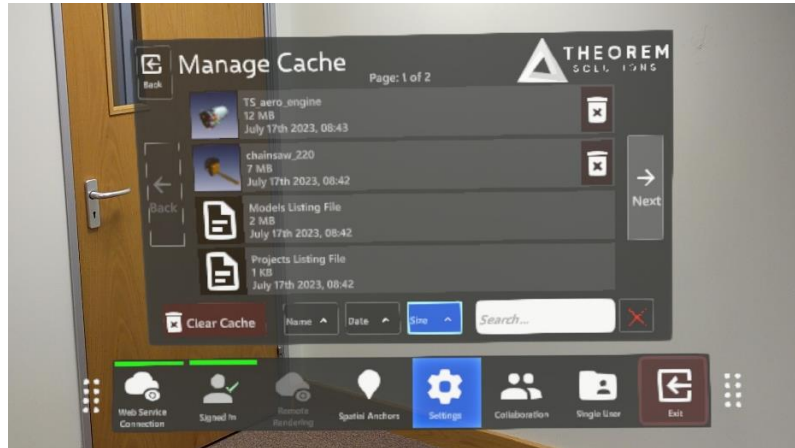 Back
Manage Cache
Page: 1 of 2
THEOREM
SOLUTIONS
TS_aero_engine
12 MB
July 17th 2023, 08:43
chainsaw_220
7 MB
July 17th 2023, 08:42
Back
Next
Models Listing File
2 MB
July 17th 2023, 08:42
Projects Listing File
1 KB
July 17th 2023, 08:42
Clear Cache
Name
Date
Size
Search...
Web Service
Connection
Signed In
Remote
Rendering
Spatial Anchors
Settings
Collaboration
Single User
Exit